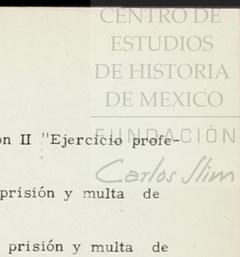 CENTRO DE
ESTUDIOS
DE HISTORIA
DE MEXICO
FUNDACIÓN
ón II "Ejercicio profe-
Carlos Slim
prisión y multa de
prisión y multa de